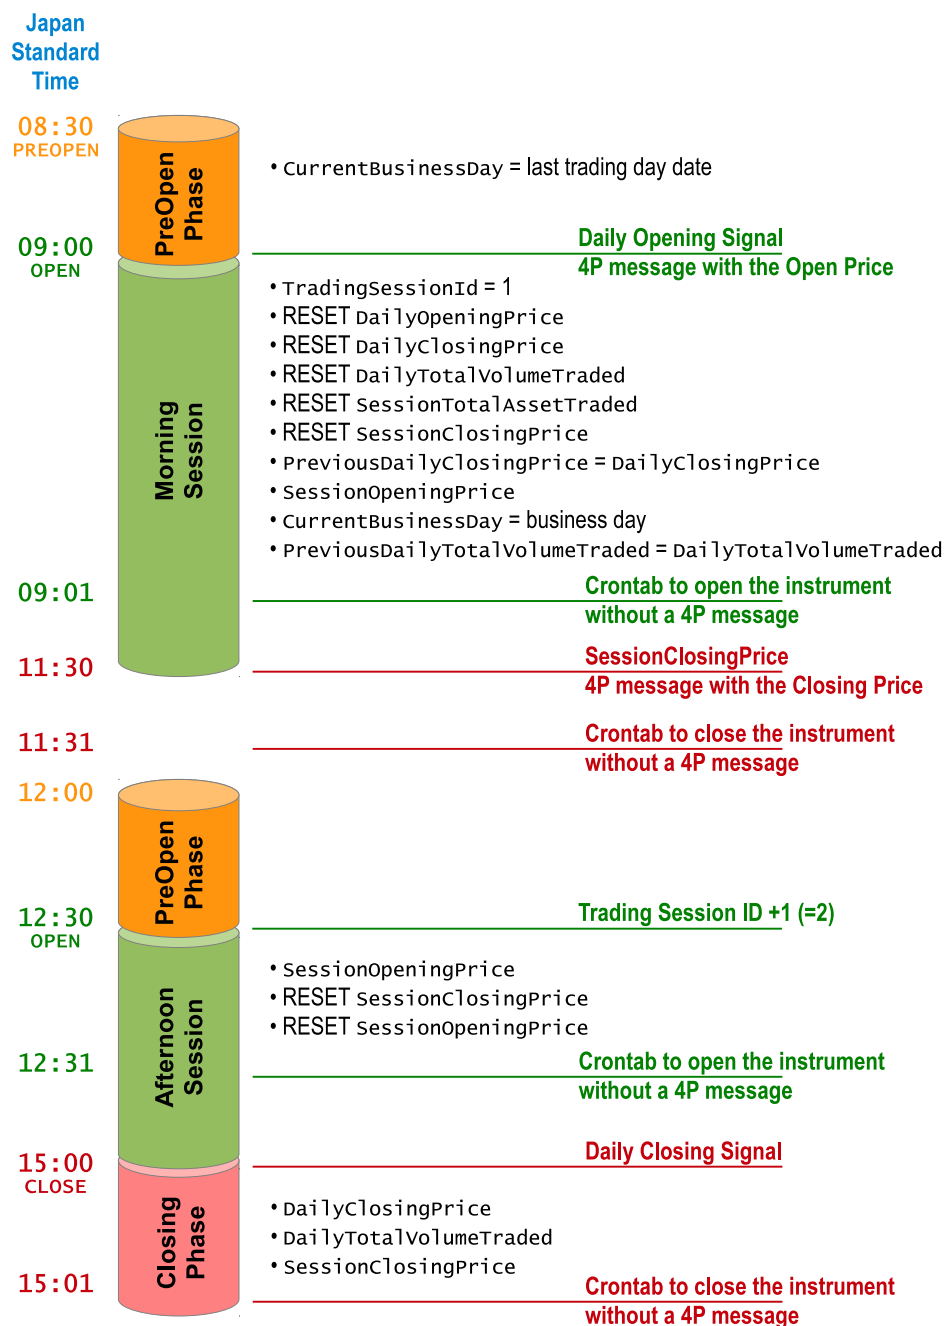 Japan
Standard
Time
08:30
PREOPEN
PreOpen
Phase
• CurrentBusinessDay = last trading day date
09:00
OPEN
Daily Opening Signal
4P message with the Open Price
Morning
Session
• TradingSessionId = 1
• RESET DailyOpeningPrice
• RESET DailyClosingPrice
• RESET DailyTotalVolumeTraded
• RESET SessionTotalAssetTraded
• RESET SessionClosingPrice
• PreviousDailyClosingPrice = DailyClosingPrice
• SessionOpeningPrice
• CurrentBusinessDay = business day
• PreviousDailyTotalVolumeTraded = DailyTotalVolumeTraded
09:01
Crontab to open the instrument
without a 4P message
11:30
SessionClosingPrice
4P message with the Closing Price
11:31
Crontab to close the instrument
without a 4P message
12:00
PreOpen
Phase
12:30
OPEN
Trading Session ID +1 (=2)
Afternoon
Session
• SessionOpeningPrice
• RESET SessionClosingPrice
• RESET SessionOpeningPrice
12:31
Crontab to open the instrument
without a 4P message
15:00
CLOSE
Daily Closing Signal
Closing
Phase
• DailyClosingPrice
• DailyTotalVolumeTraded
• SessionClosingPrice
15:01
Crontab to close the instrument
without a 4P message